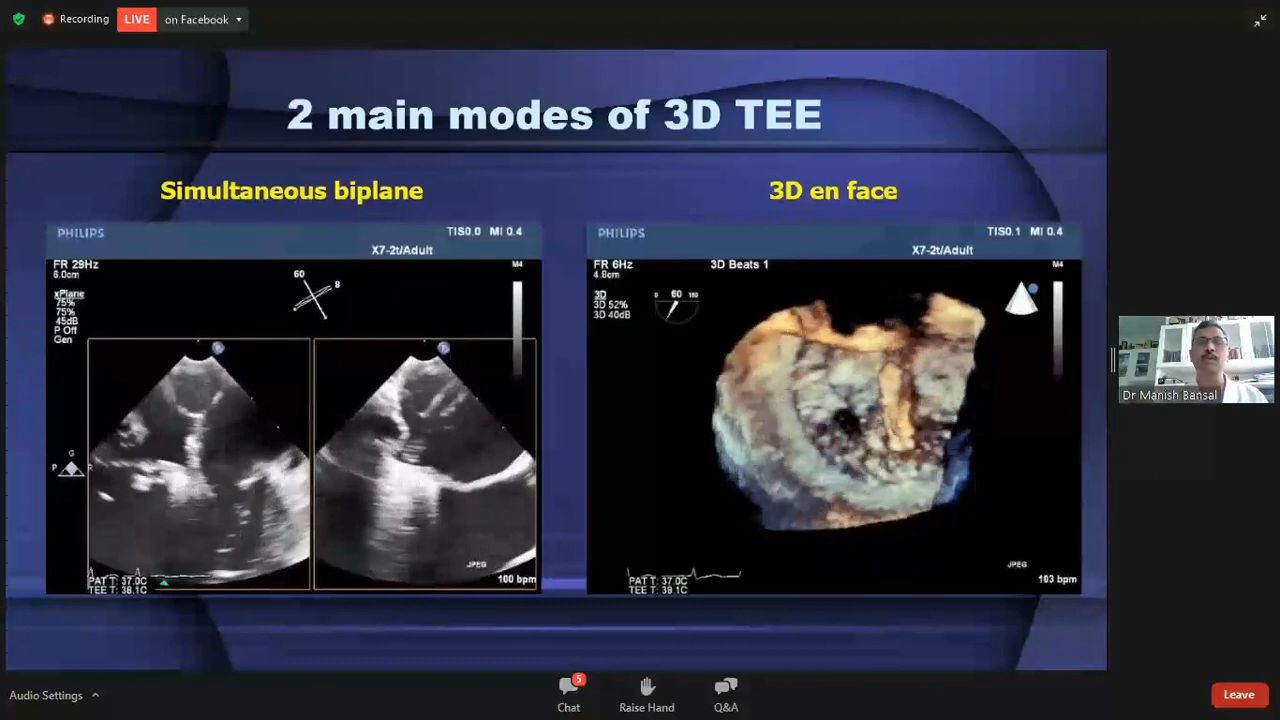 Recording
LIVE
on Facebook
2 main modes of 3D TEE
Simultaneous biplane
3D en face
PHILIPS
TIS0.0 MI 0.4
X7-2t/Adult
FR 29Hz
6.0cm
M4
60
8
xPlane
75%
75%
45dB
P Off
Gen
G
P
R
JPEG
PAT T: 37.0C
TEE T: 38.1C
100 bpm
PHILIPS
TIS0.1 MI 0.4
X7-2t/Adult
FR 6Hz
4.8cm
3D Beats 1
M4
0 60 180
3D
3D 52%
3D 40dB
JPEG
PAT T: 37.0C
TEE T: 38.1C
103 bpm
Dr Manish Bansal
Audio Settings
5
Chat
Raise Hand
Q&A
Leave